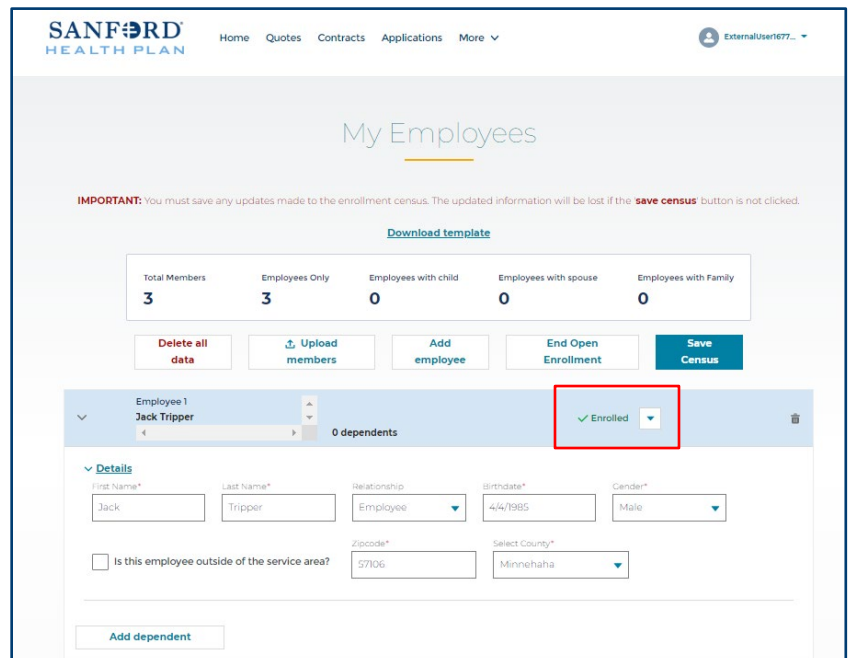 SANFORD
HEALTH PLAN
Home Quotes Contracts Applications More
ExternalUser1677...
My Employees
IMPORTANT: You must save any updates made to the enrollment census. The updated information will be lost if the 'save census' button is not clicked.
Download template
Total Members Employees Only Employees with child Employees with spouse Employees with Family
3 3 0 0 0
Delete all data
Upload members
Add employee
End Open Enrollment
Save Census
Employee 1
Jack Tripper
0 dependents
Enrolled
Details
First Name* Last Name* Relationship Birthdate* Gender*
Jack Tripper Employee 4/4/1985 Male
Zipcode* Select County*
Is this employee outside of the service area? 57106 Minnehaha
Add dependent